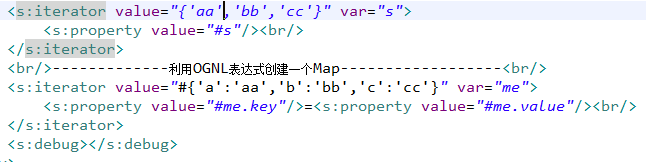 <s:iterator value="{'aa','bb','cc'}" var="s">
<s:property value="#s"/><br/>
</s:iterator>
<br/>-------------利用OGNL表达式创建一个Map------------------<br/>
<s:iterator value="#{'a':'aa','b':'bb','c':'cc'}" var="me">
<s:property value="#me.key"/>=<s:property value="#me.value"/><br/>
</s:iterator>
<s:debug></s:debug>